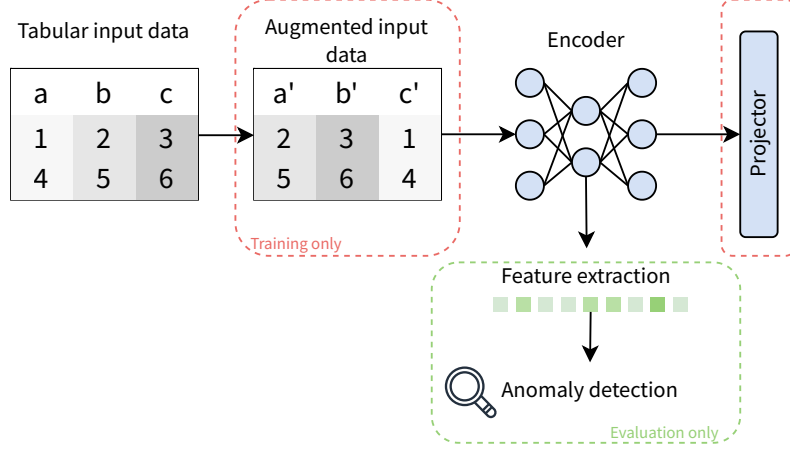 Tabular input data
a b c
1 2 3
4 5 6
Augmented input
data
a' b' c'
2 3 1
5 6 4
Training only
Encoder
Projector
Feature extraction
Anomaly detection
Evaluation only